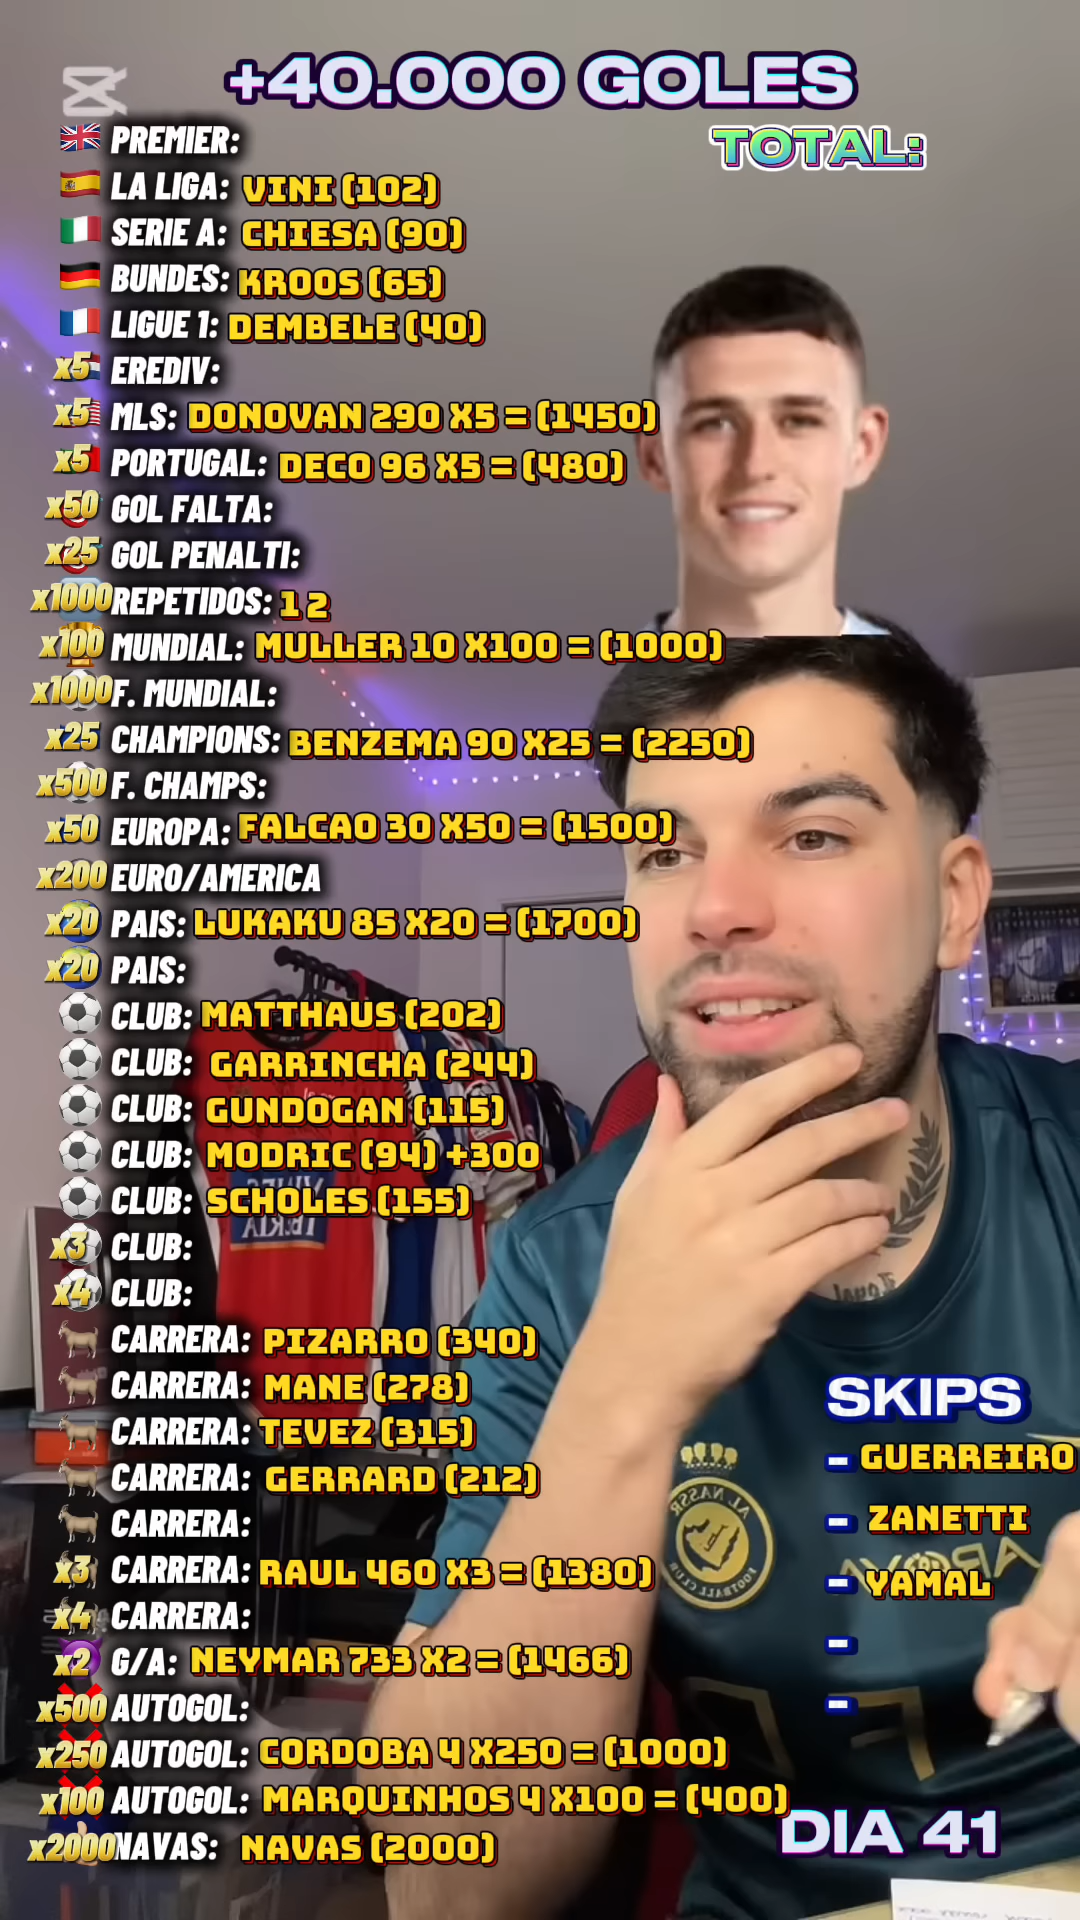 +40.000 GOLES
TOTAL:
PREMIER:
LA LIGA: VINI (102)
SERIE A: CHIESA (90)
BUNDES: KROOS (65)
LIGUE 1: DEMBELE (40)
x5 EREDIV:
x5 MLS: DONOVAN 290 X5 = (1450)
x5 PORTUGAL: DECO 96 X5 = (480)
x50 GOL FALTA:
x25 GOL PENALTI:
x1000 REPETIDOS: 1 2
x100 MUNDIAL: MULLER 10 X100 = (1000)
x1000 F. MUNDIAL:
x25 CHAMPIONS: BENZEMA 90 X25 = (2250)
x500 F. CHAMPS:
x50 EUROPA: FALCAO 30 X50 = (1500)
x200 EURO/AMERICA
x20 PAIS: LUKAKU 85 X20 = (1700)
x20 PAIS:
CLUB: MATTHAUS (202)
CLUB: GARRINCHA (244)
CLUB: GUNDOGAN (115)
CLUB: MODRIC (94) +300
CLUB: SCHOLES (155)
x3 CLUB:
x4 CLUB:
CARRERA: PIZARRO (340)
CARRERA: MANE (278)
CARRERA: TEVEZ (315)
CARRERA: GERRARD (212)
CARRERA:
x3 CARRERA: RAUL 460 X3 = (1380)
x4 CARRERA:
x2 G/A: NEYMAR 733 X2 = (1466)
x500 AUTOGOL:
x250 AUTOGOL: CORDOBA 4 X250 = (1000)
x100 AUTOGOL: MARQUINHOS 4 X100 = (400)
x2000 NAVAS: NAVAS (2000)
SKIPS
- GUERREIRO
- ZANETTI
- YAMAL
-
-
DIA 41
AL NASSR
FOOTBALL CLUB
IBERIA